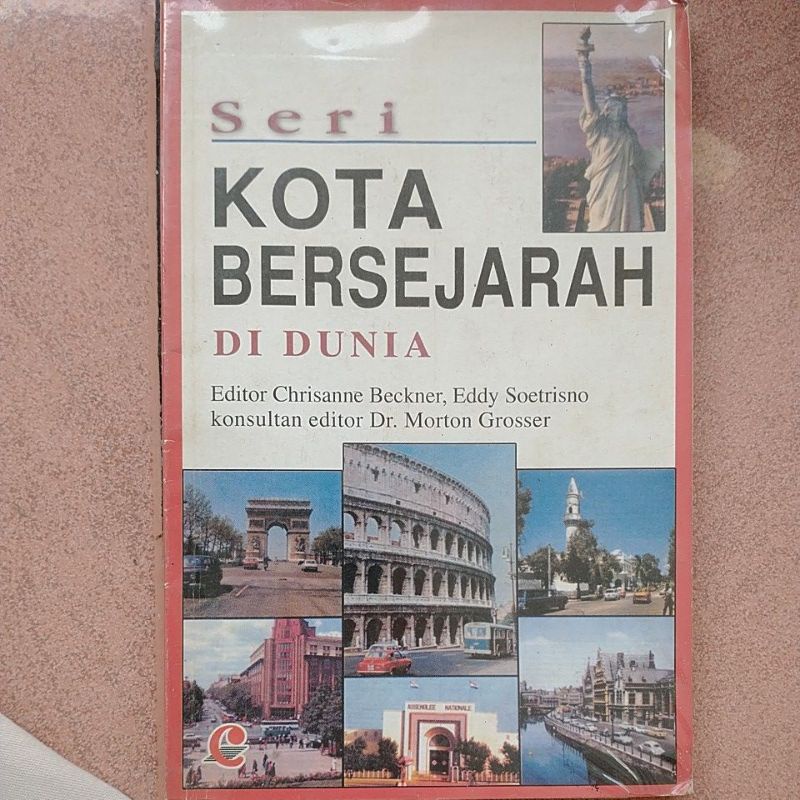 Seri
KOTA
BERSEJARAH
DI DUNIA
Editor Chrisanne Beckner, Eddy Soetrisno
konsultan editor Dr. Morton Grosser
ASSEMBLEE NATIONALE